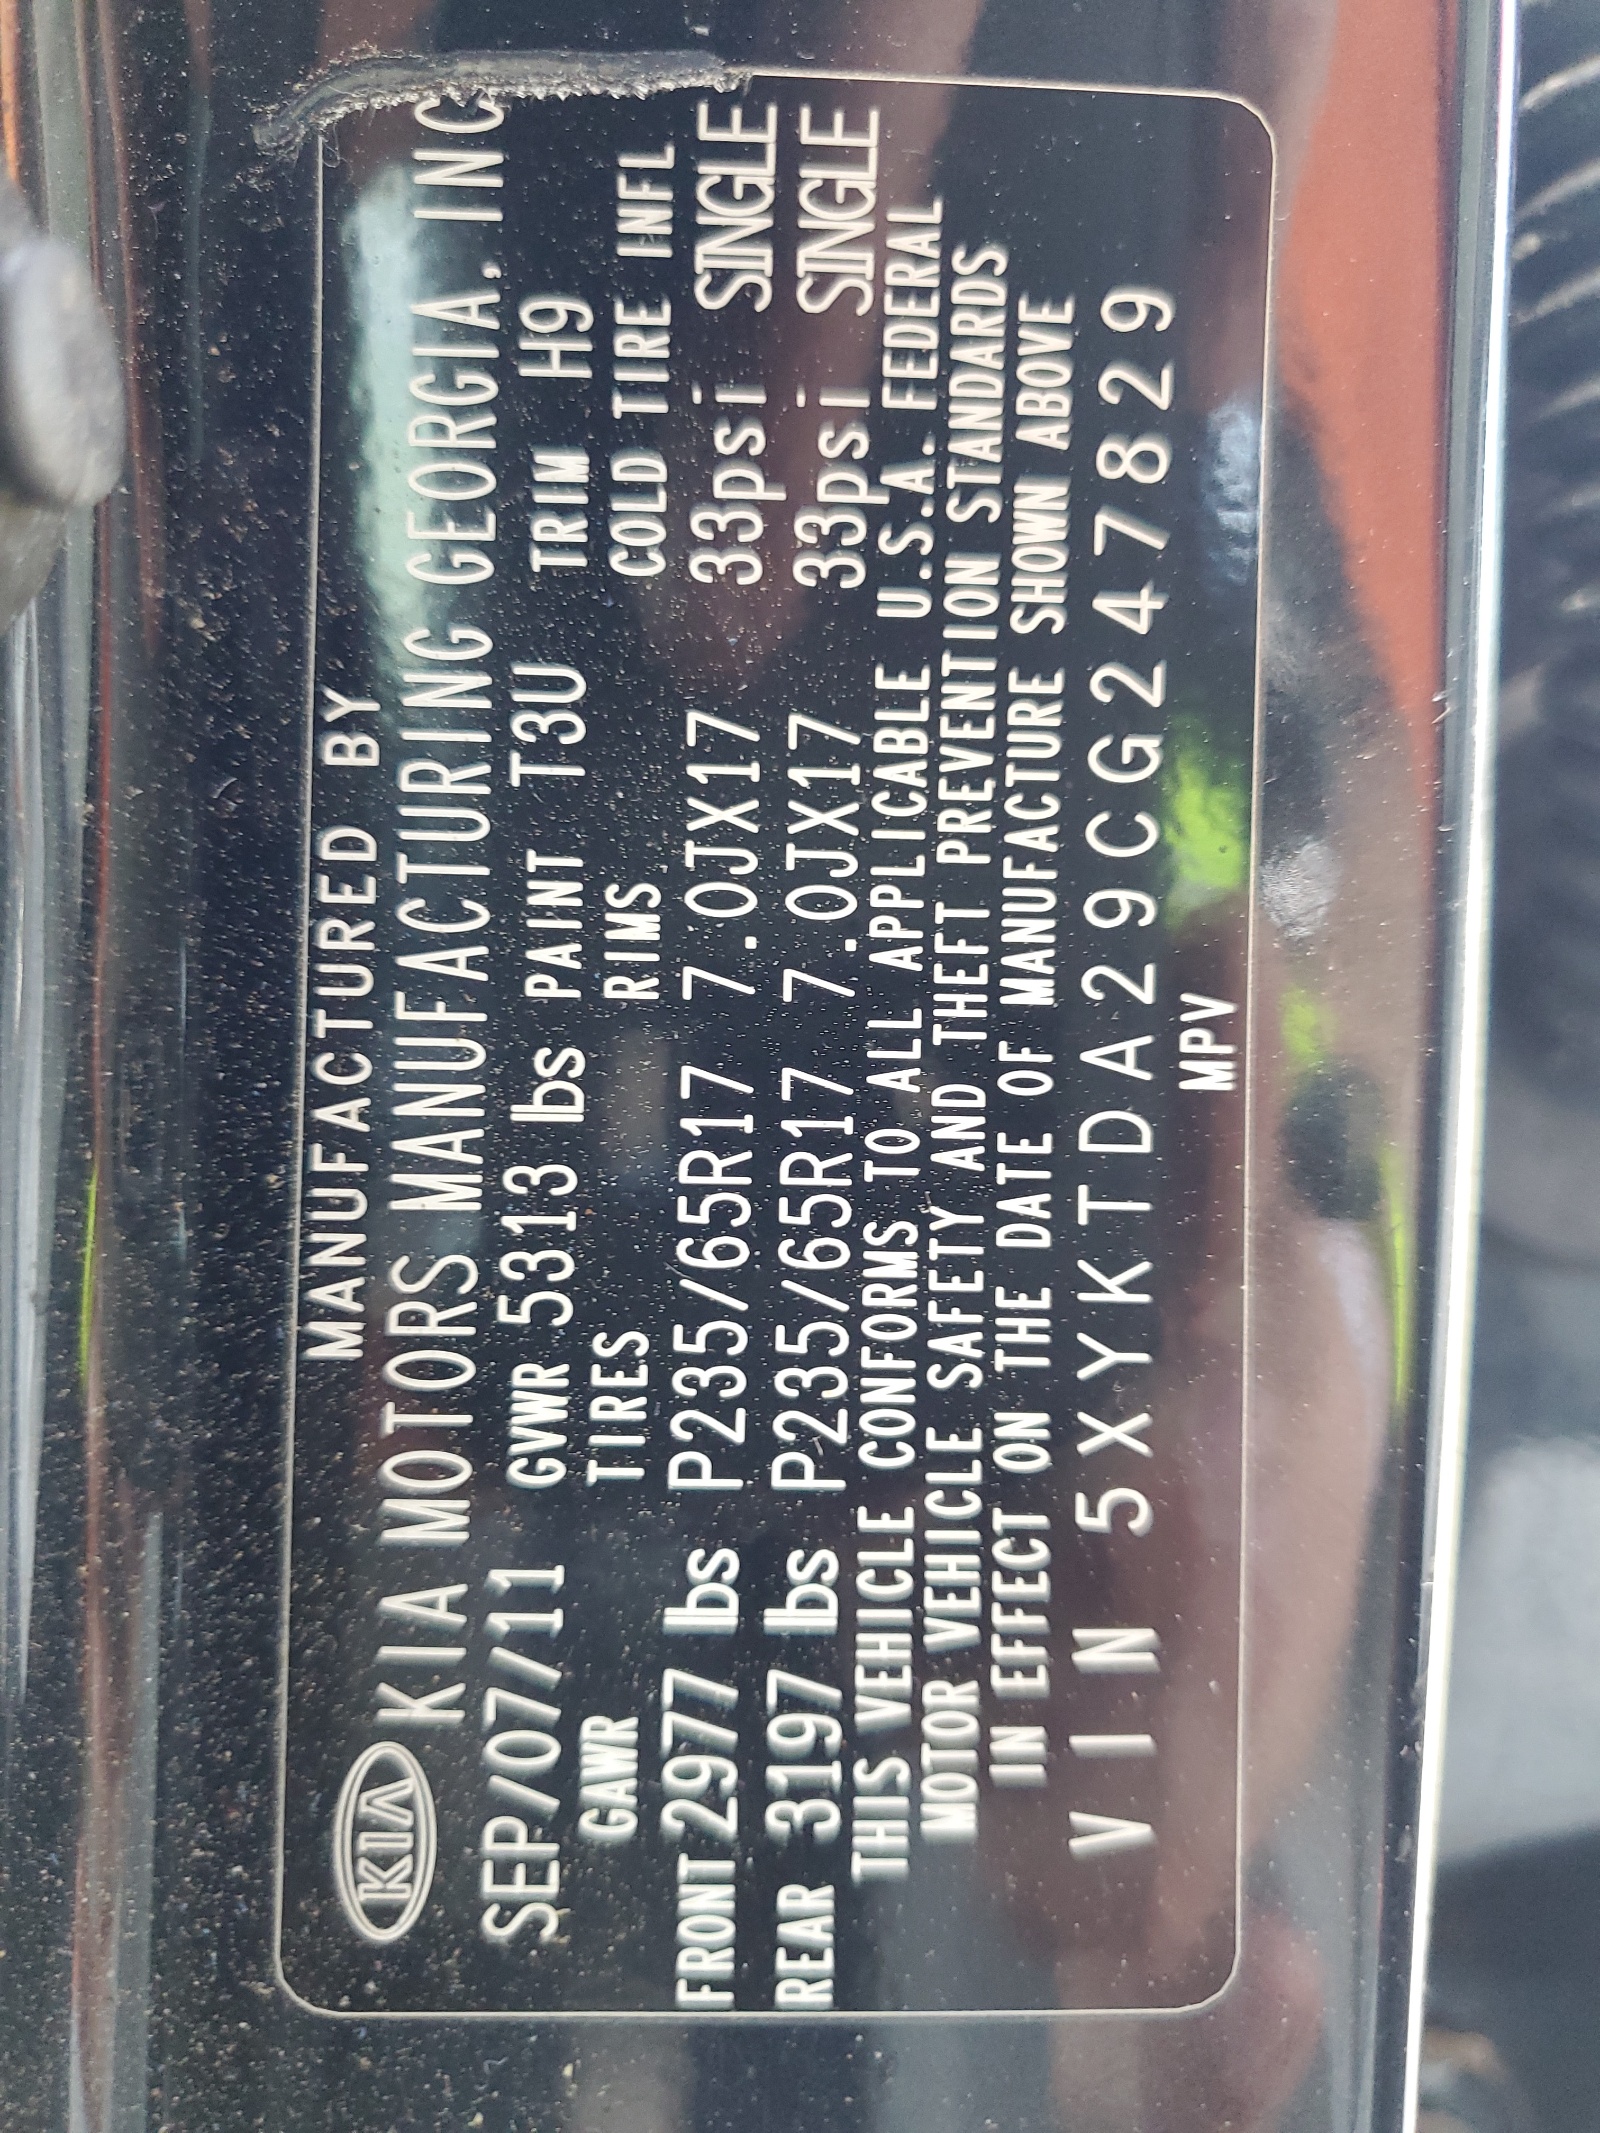 MANUFACTURED BY
KIA KIA MOTORS MANUFACTURING GEORGIA, INC
SEP/07/11 GVWR 5313 lbs PAINT T3U TRIM H9
GAWR TIRES RIMS COLD TIRE INFL
FRONT 2977 lbs P235/65R17 7.0JX17 33psi SINGLE
REAR 3197 lbs P235/65R17 7.0JX17 33psi SINGLE
THIS VEHICLE CONFORMS TO ALL APPLICABLE U.S.A. FEDERAL
MOTOR VEHICLE SAFETY AND THEFT PREVENTION STANDARDS
IN EFFECT ON THE DATE OF MANUFACTURE SHOWN ABOVE
VIN 5XYKTDA29CG247829
MPV